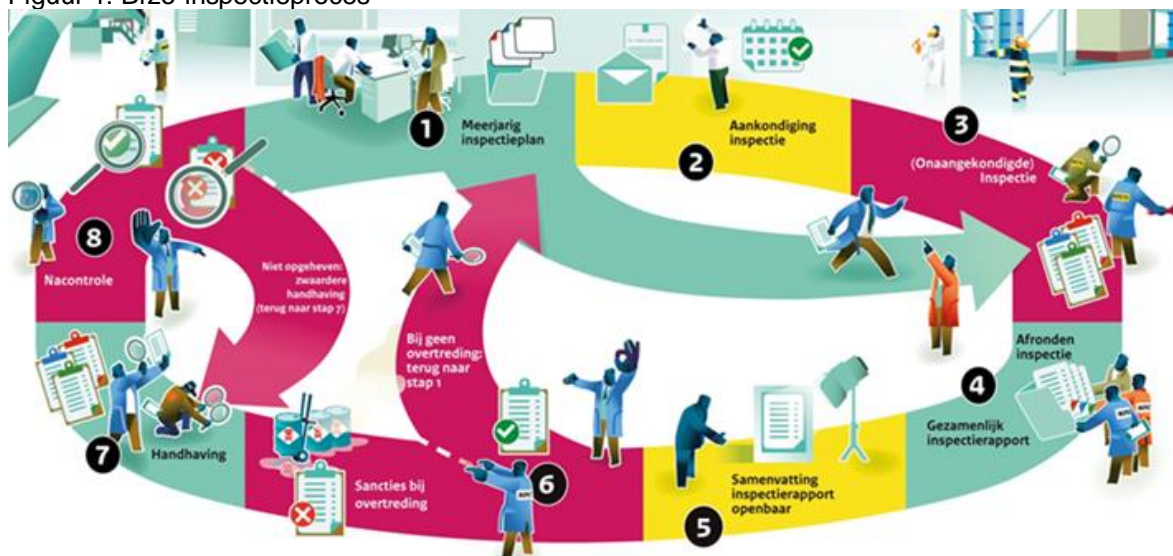 Figuur 1: Brzo inspectieproces
1
Meerjarig
inspectieplan
2
Aankondiging
inspectie
3
(Onaangekondigde)
Inspectie
Afronden
inspectie
4
Gezamenlijk
inspectierapport
5
Samenvatting
inspectierapport
openbaar
6
Sancties bij
overtreding
Bij geen
overtreding:
terug naar
stap 1
7
Handhaving
8
Nacontrole
Niet opgeheven:
zwaardere
handhaving
(terug naar stap 7)